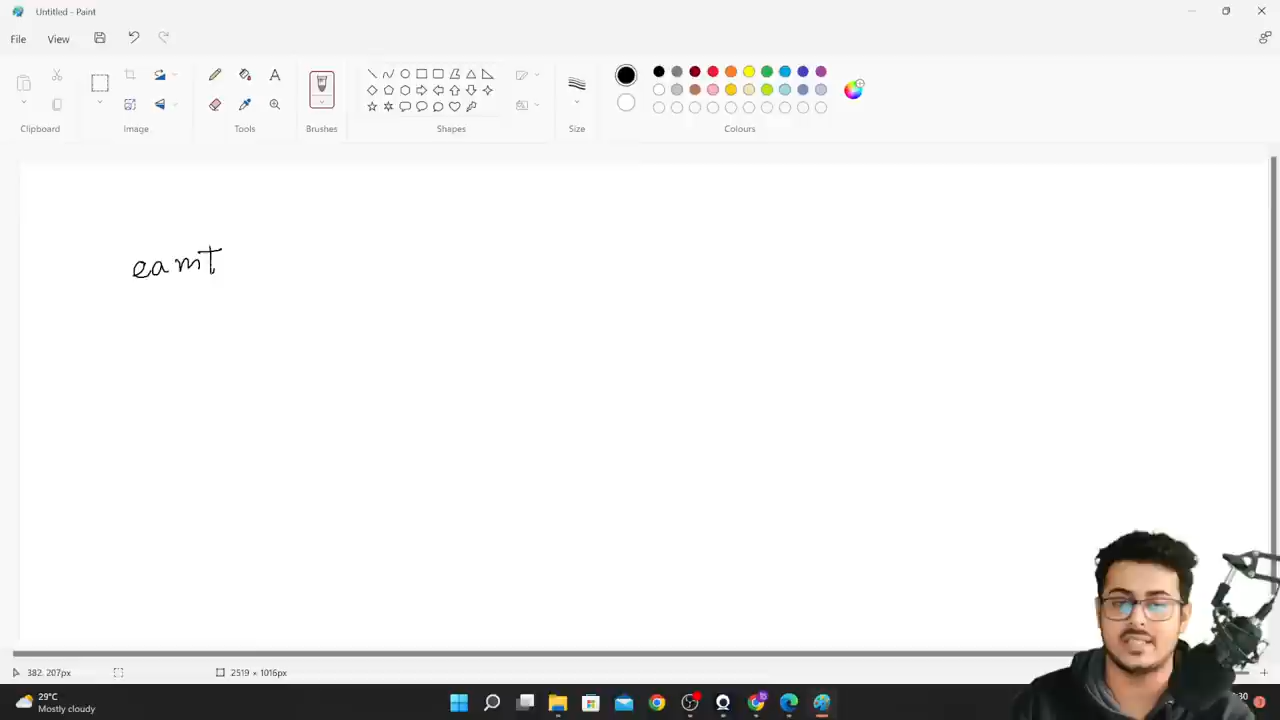 Untitled - Paint
File View
Clipboard Image Tools Brushes Shapes Size Colours
eamt
382, 207px 2519 × 1016px
29°C
Mostly cloudy